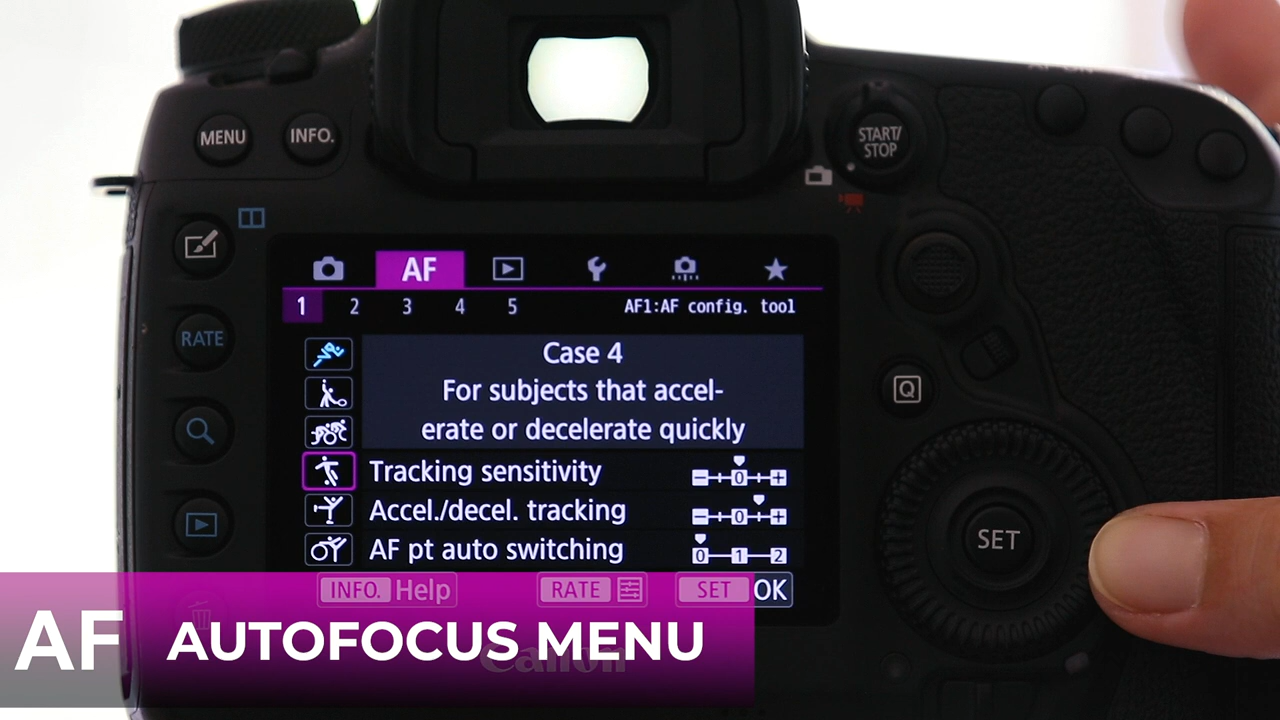 MENU
INFO.
START/
STOP
RATE
AF
1 2 3 4 5 AF1:AF config. tool
Case 4
For subjects that accel-
erate or decelerate quickly
Tracking sensitivity - 0 +
Accel./decel. tracking - 0 +
AF pt auto switching 0 1 2
INFO. Help RATE SET OK
Q
SET
AF AUTOFOCUS MENU
Canon